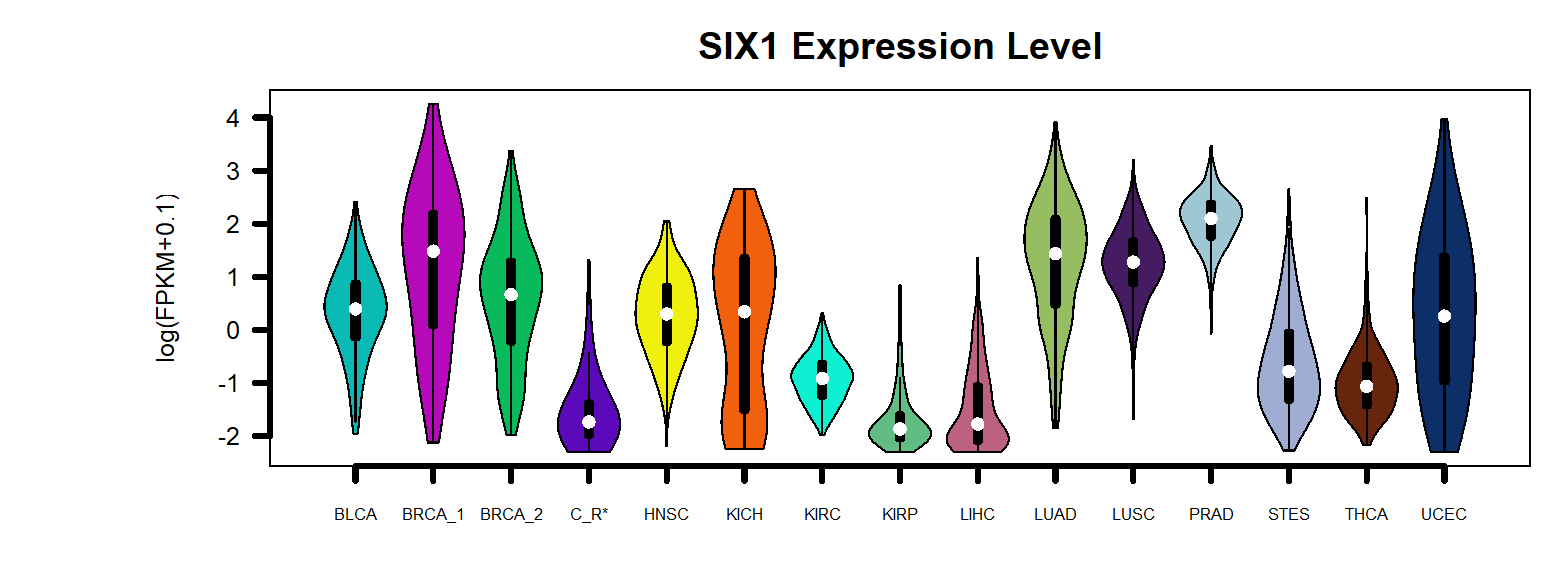 SIX1 Expression Level
log(FPKM+0.1)
4
3
2
1
0
-1
-2
BLCA BRCA_1 BRCA_2 C_R* HNSC KICH KIRC KIRP LIHC LUAD LUSC PRAD STES THCA UCEC